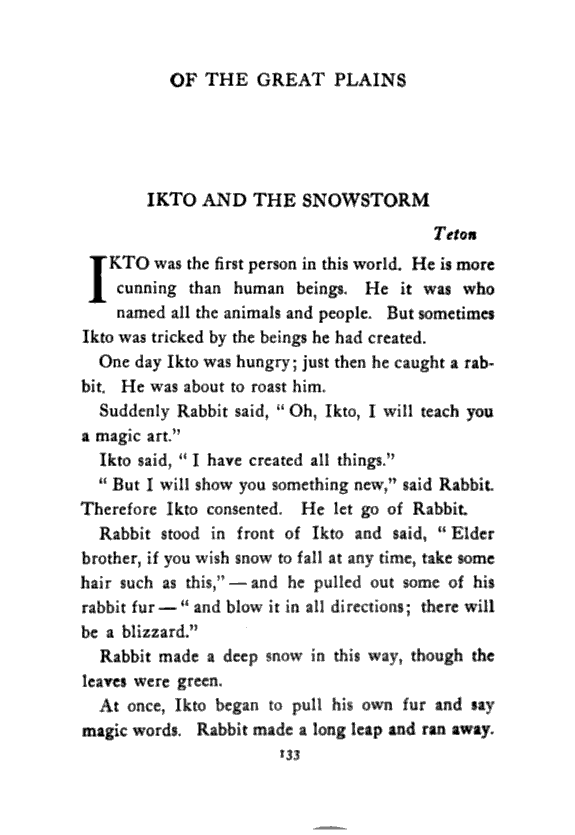 OF THE GREAT PLAINS
IKTO AND THE SNOWSTORM
Teton
IKTO was the first person in this world. He is more
cunning than human beings. He it was who
named all the animals and people. But sometimes
Ikto was tricked by the beings he had created.
One day Ikto was hungry; just then he caught a rab-
bit. He was about to roast him.
Suddenly Rabbit said, “ Oh, Ikto, I will teach you
a magic art.”
Ikto said, “ I have created all things.”
“ But I will show you something new,” said Rabbit.
Therefore Ikto consented. He let go of Rabbit.
Rabbit stood in front of Ikto and said, “ Elder
brother, if you wish snow to fall at any time, take some
hair such as this,” — and he pulled out some of his
rabbit fur — “ and blow it in all directions; there will
be a blizzard.”
Rabbit made a deep snow in this way, though the
leaves were green.
At once, Ikto began to pull his own fur and say
magic words. Rabbit made a long leap and ran away.
133